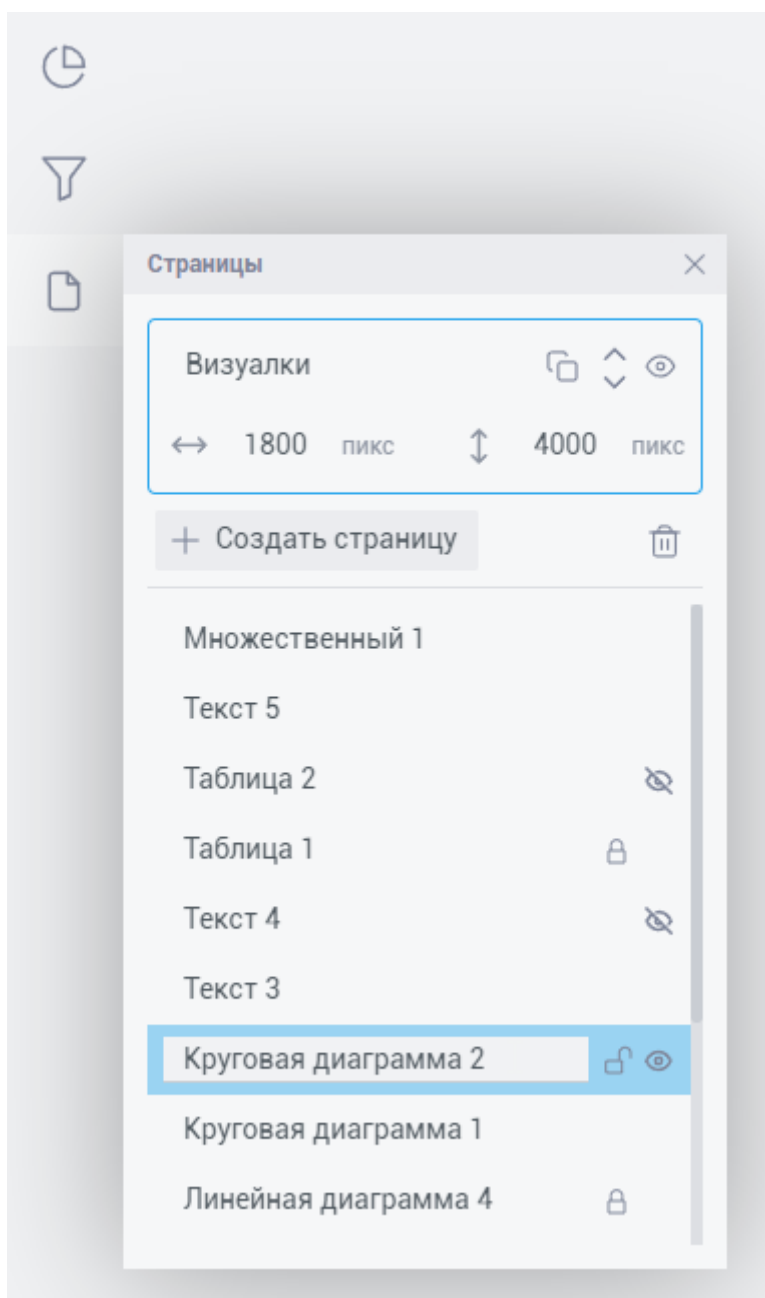 Страницы
Визуалки
1800 пикс 4000 пикс
Создать страницу
Множественный 1
Текст 5
Таблица 2
Таблица 1
Текст 4
Текст 3
Круговая диаграмма 2
Круговая диаграмма 1
Линейная диаграмма 4